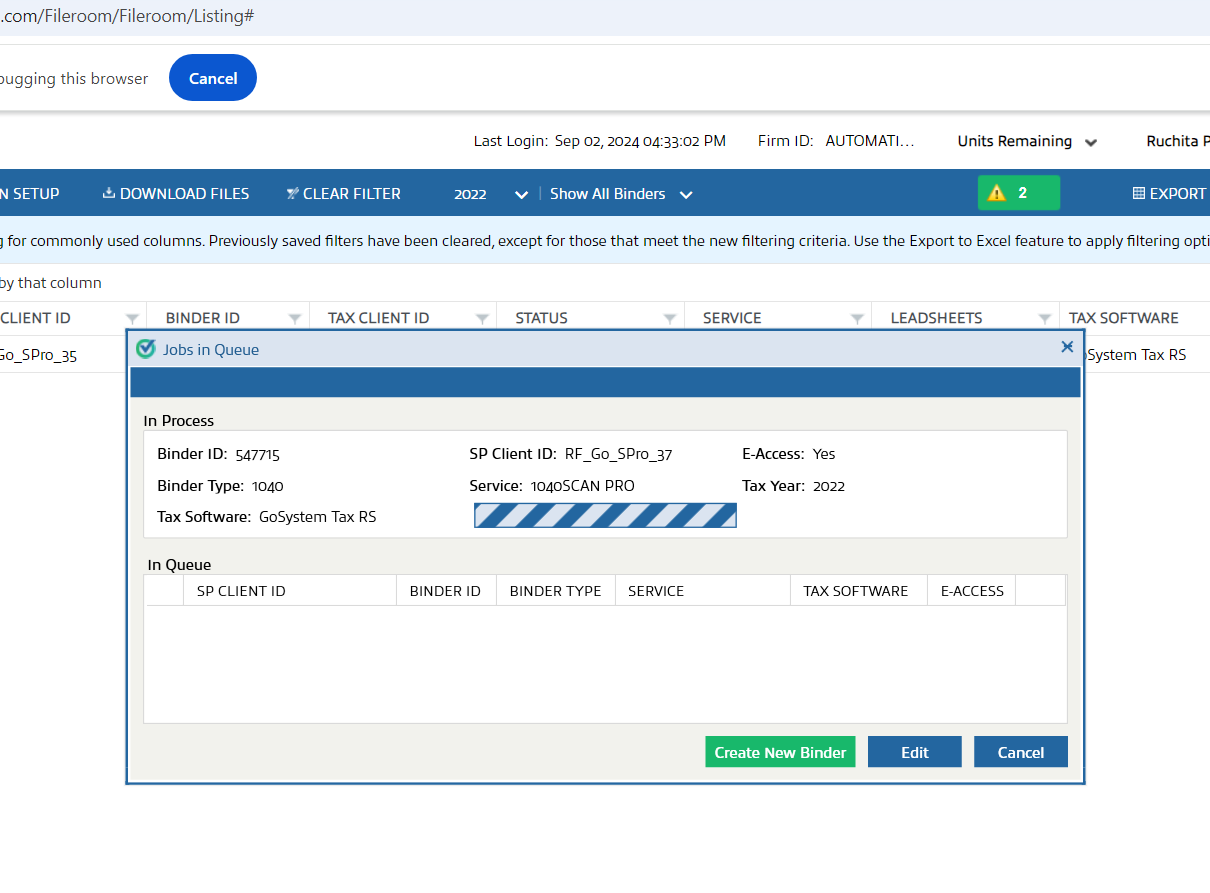 .com/Fileroom/Fileroom/Listing#
bugging this browser Cancel
Last Login: Sep 02, 2024 04:33:02 PM Firm ID: AUTOMATI... Units Remaining Ruchita P
N SETUP DOWNLOAD FILES CLEAR FILTER 2022 Show All Binders 2 EXPORT
g for commonly used columns. Previously saved filters have been cleared, except for those that meet the new filtering criteria. Use the Export to Excel feature to apply filtering opti
by that column
CLIENT ID BINDER ID TAX CLIENT ID STATUS SERVICE LEADSHEETS TAX SOFTWARE
Go_SPro_35 oSystem Tax RS
Jobs in Queue
In Process
Binder ID: 547715 SP Client ID: RF_Go_SPro_37 E-Access: Yes
Binder Type: 1040 Service: 1040SCAN PRO Tax Year: 2022
Tax Software: GoSystem Tax RS
In Queue
SP CLIENT ID BINDER ID BINDER TYPE SERVICE TAX SOFTWARE E-ACCESS
Create New Binder Edit Cancel